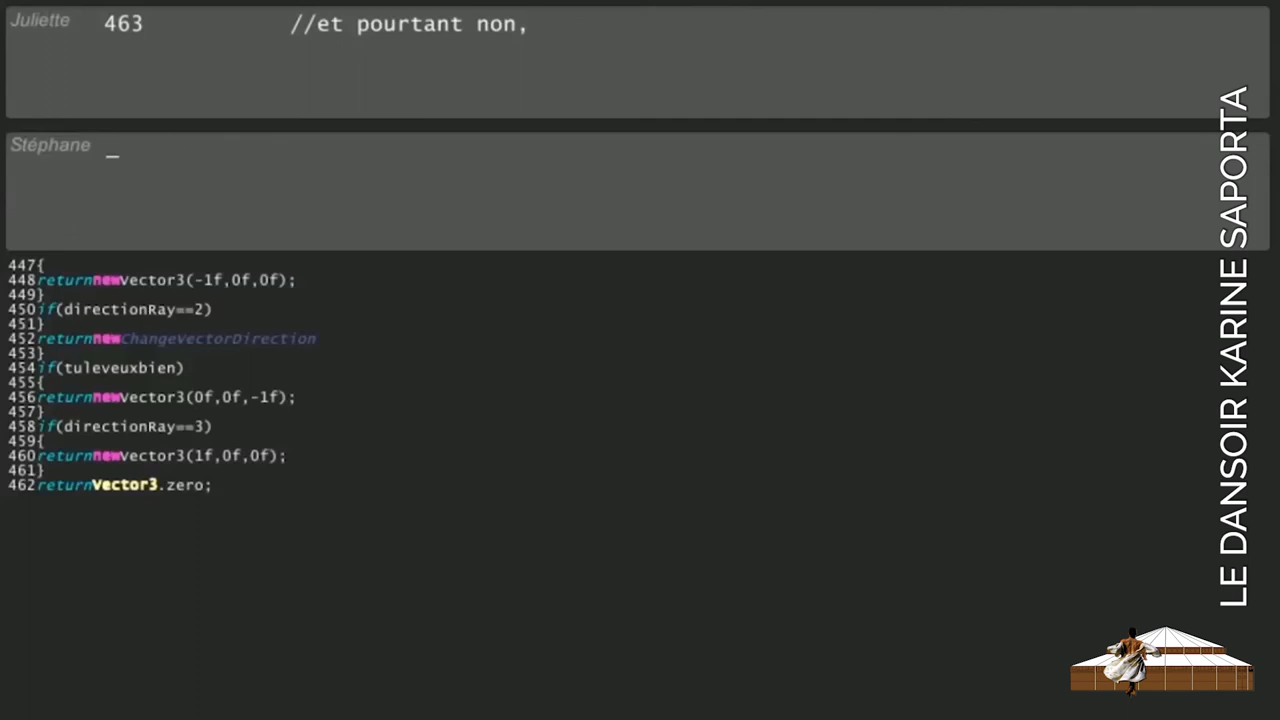 Juliette 463 //et pourtant non,
Stéphane _
447{
448returnnewVector3(-1f,0f,0f);
449}
450if(directionRay==2)
451}
452returnnewChangeVectorDirection
453}
454if(tuleveuxbien)
455{
456returnnewVector3(0f,0f,-1f);
457}
458if(directionRay==3)
459{
460returnnewVector3(1f,0f,0f);
461}
462returnVector3.zero;
LE DANSOIR KARINE SAPORTA